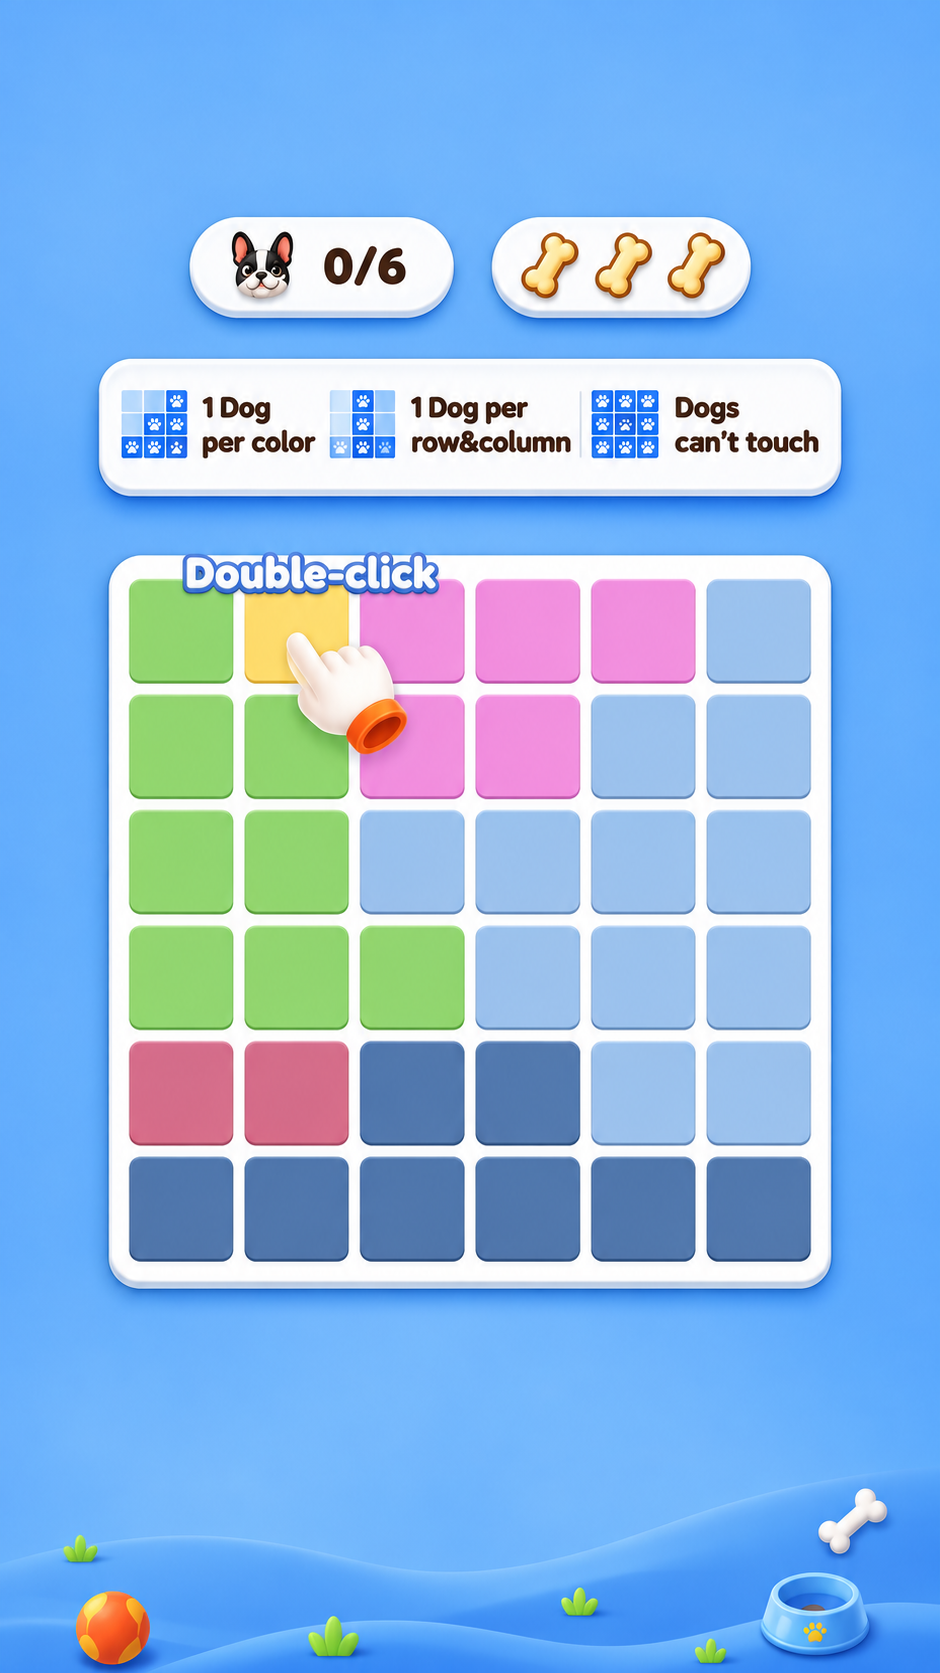 0/6
1 Dog
per color
1 Dog per
row&column
Dogs
can't touch
Double-click